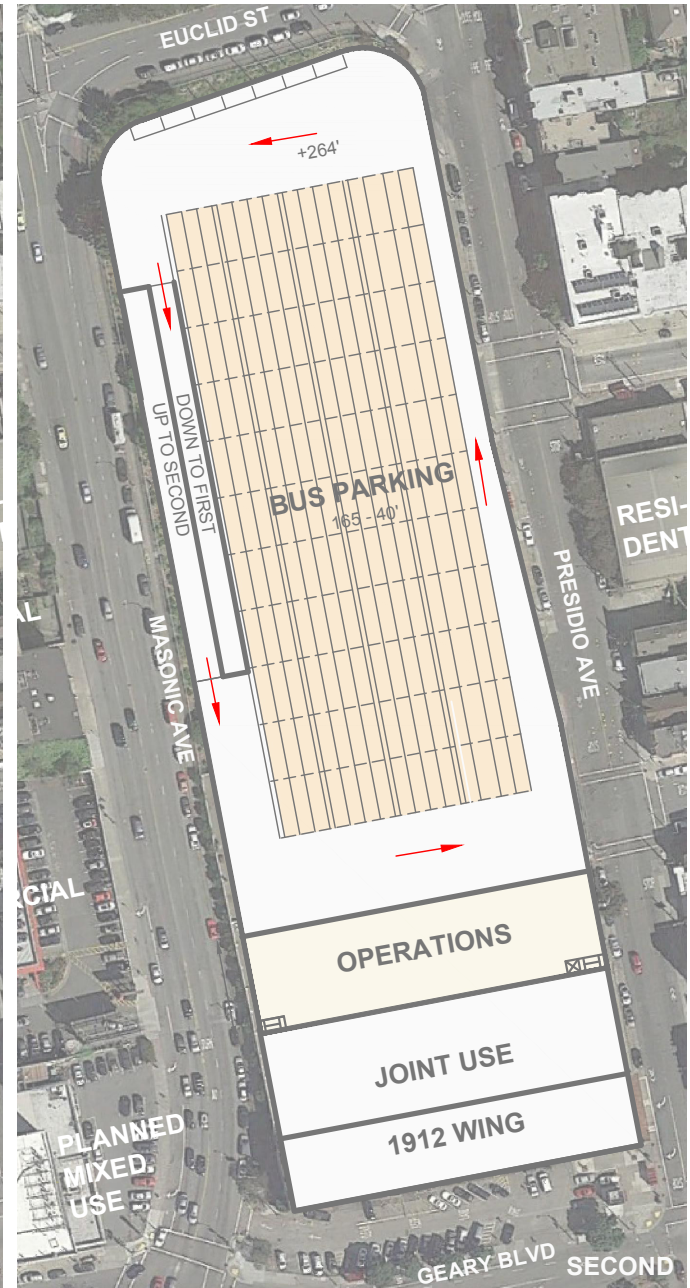 EUCLID ST
+264'
DOWN TO FIRST
UP TO SECOND
BUS PARKING
165 - 40'
RESI-
DENT
AL
MASONIC AVE
PRESIDIO AVE
RCIAL
OPERATIONS
JOINT USE
1912 WING
PLANNED
MIXED
USE
GEARY BLVD
SECOND